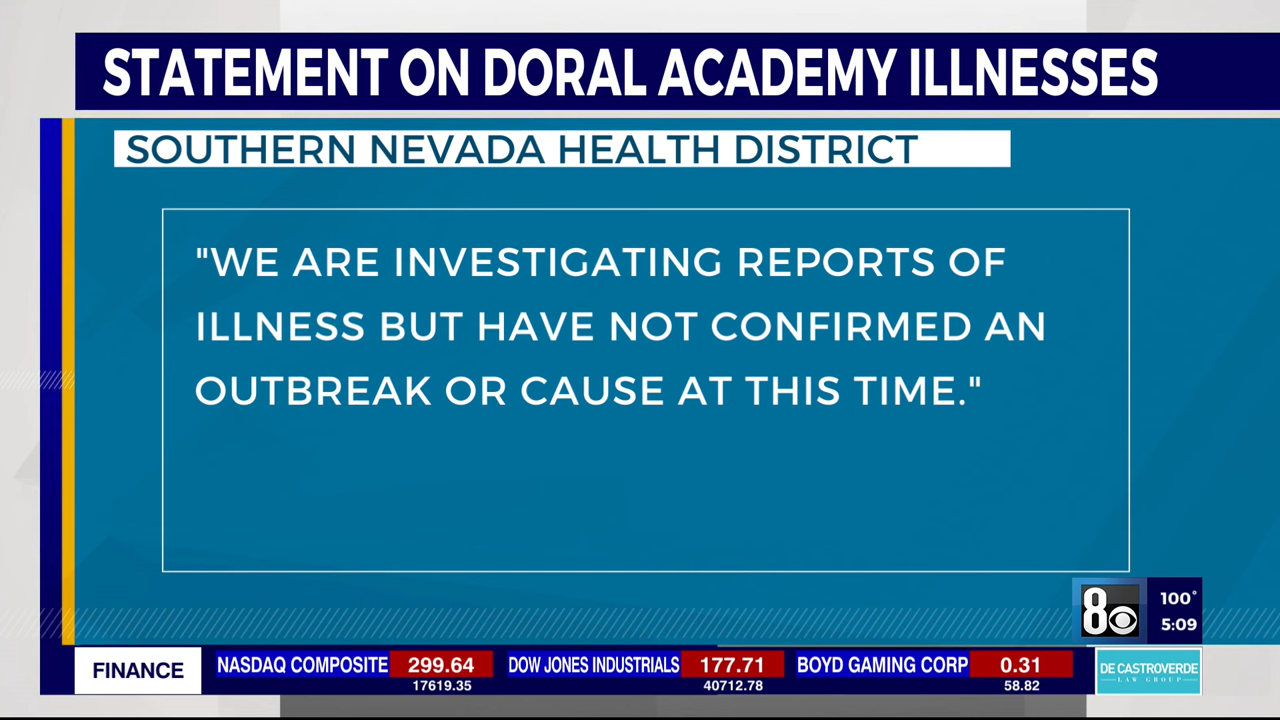 STATEMENT ON DORAL ACADEMY ILLNESSES
SOUTHERN NEVADA HEALTH DISTRICT
"WE ARE INVESTIGATING REPORTS OF
ILLNESS BUT HAVE NOT CONFIRMED AN
OUTBREAK OR CAUSE AT THIS TIME."
8
100°
5:09
FINANCE
NASDAQ COMPOSITE 299.64
17619.35
DOW JONES INDUSTRIALS 177.71
40712.78
BOYD GAMING CORP 0.31
58.82
DE CASTROVERDE
LAW GROUP